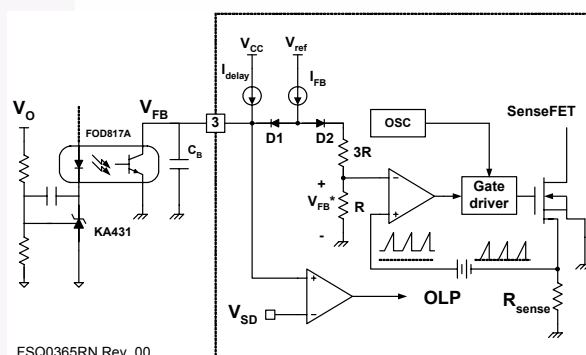 V_CC V_ref
I_delay I_FB
V_O V_FB 3 SenseFET
FOD817A D1 D2 OSC
C_B 3R
+ −
V_FB* R Gate driver
KA431 - +
+ OLP R_sense
V_SD −
FSQ0365RN Rev. 00